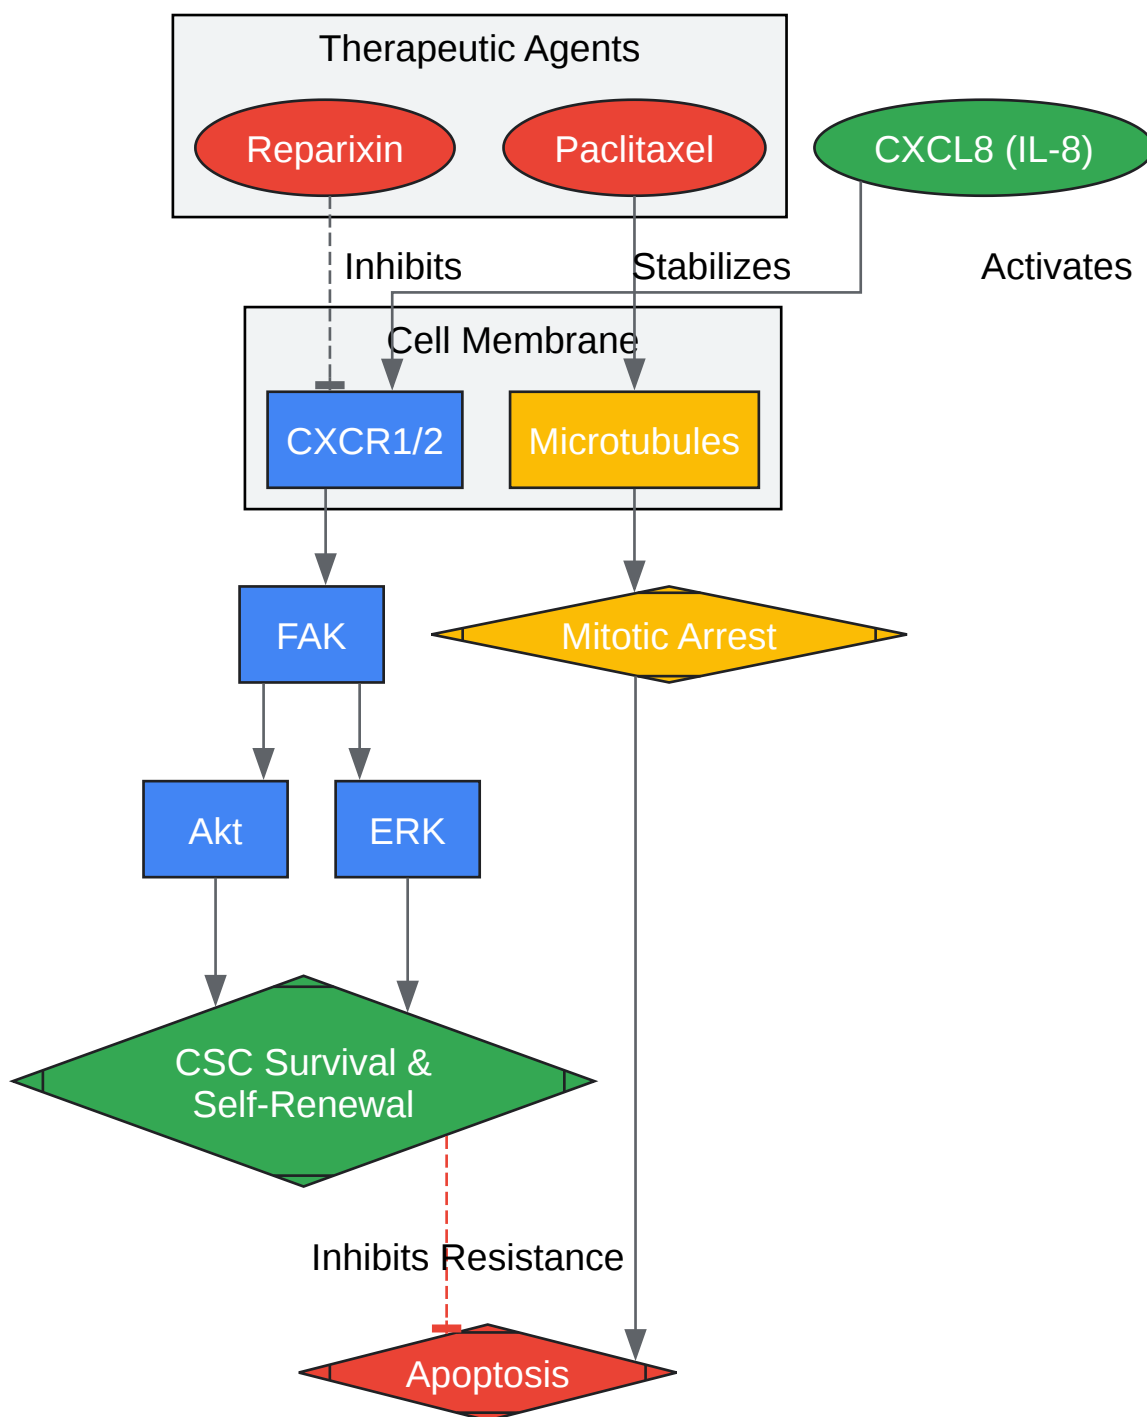 Therapeutic Agents
Reparixin
Paclitaxel
CXCL8 (IL-8)
Inhibits
Stabilizes
Activates
Cell Membrane
CXCR1/2
Microtubules
FAK
Mitotic Arrest
Akt
ERK
CSC Survival &
Self-Renewal
Inhibits Resistance
Apoptosis